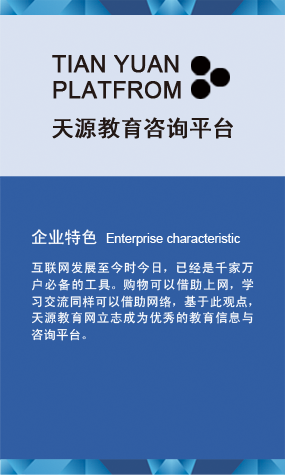 TIAN YUAN
PLATFROM
天源教育咨询平台
企业特色 Enterprise characteristic
互联网发展至今时今日，已经是千家万
户必备的工具。购物可以借助上网，学
习交流同样可以借助网络，基于此观点，
天源教育网立志成为优秀的教育信息与
咨询平台。